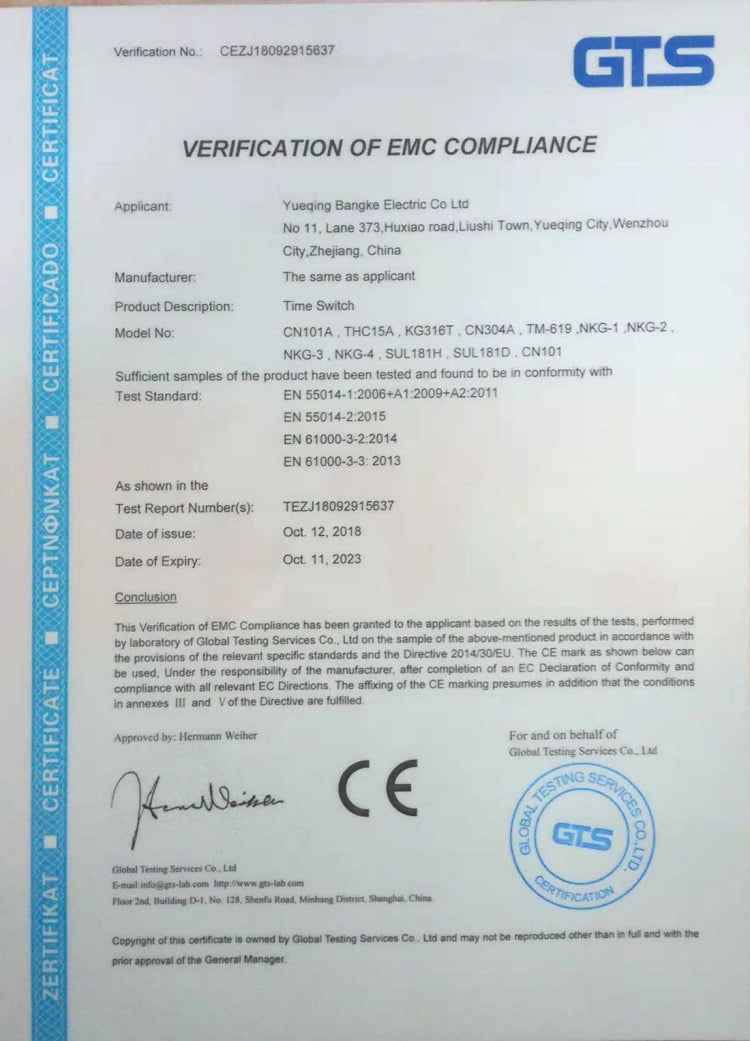 Verification No.: CEZJ18092915637
GTS
VERIFICATION OF EMC COMPLIANCE
Applicant: Yueqing Bangke Electric Co Ltd
No 11, Lane 373,Huxiao road,Liushi Town,Yueqing City,Wenzhou
City,Zhejiang, China
Manufacturer: The same as applicant
Product Description: Time Switch
Model No: CN101A , THC15A , KG316T , CN304A , TM-619 ,NKG-1 ,NKG-2 ,
NKG-3 , NKG-4 , SUL181H , SUL181D , CN101
Sufficient samples of the product have been tested and found to be in conformity with
Test Standard: EN 55014-1:2006+A1:2009+A2:2011
EN 55014-2:2015
EN 61000-3-2:2014
EN 61000-3-3: 2013
As shown in the
Test Report Number(s): TEZJ18092915637
Date of issue: Oct. 12, 2018
Date of Expiry: Oct. 11, 2023
Conclusion
This Verification of EMC Compliance has been granted to the applicant based on the results of the tests, performed
by laboratory of Global Testing Services Co., Ltd on the sample of the above-mentioned product in accordance with
the provisions of the relevant specific standards and the Directive 2014/30/EU. The CE mark as shown below can
be used, Under the responsibility of the manufacturer, after completion of an EC Declaration of Conformity and
compliance with all relevant EC Directions. The affixing of the CE marking presumes in addition that the conditions
in annexes III and V of the Directive are fulfilled.
Approved by: Hermann Weiher
For and on behalf of
Global Testing Services Co., Ltd
CE
GLOBAL TESTING SERVICES CO.,LTD.
GTS
CERTIFICATION
Global Testing Services Co., Ltd
E-mail:info@gts-lab.com http://www.gts-lab.com
Floor 2nd, Building D-1, No. 128, Shenfu Road, Minhang District, Shanghai, China.
Copyright of this certificate is owned by Global Testing Services Co., Ltd and may not be reproduced other than in full and with the
prior approval of the General Manager.
ZERTIFIKAT ■ CERTIFICATE ■ CEPTNФNKAT ■ CERTIFICADO ■ CERTIFICAT